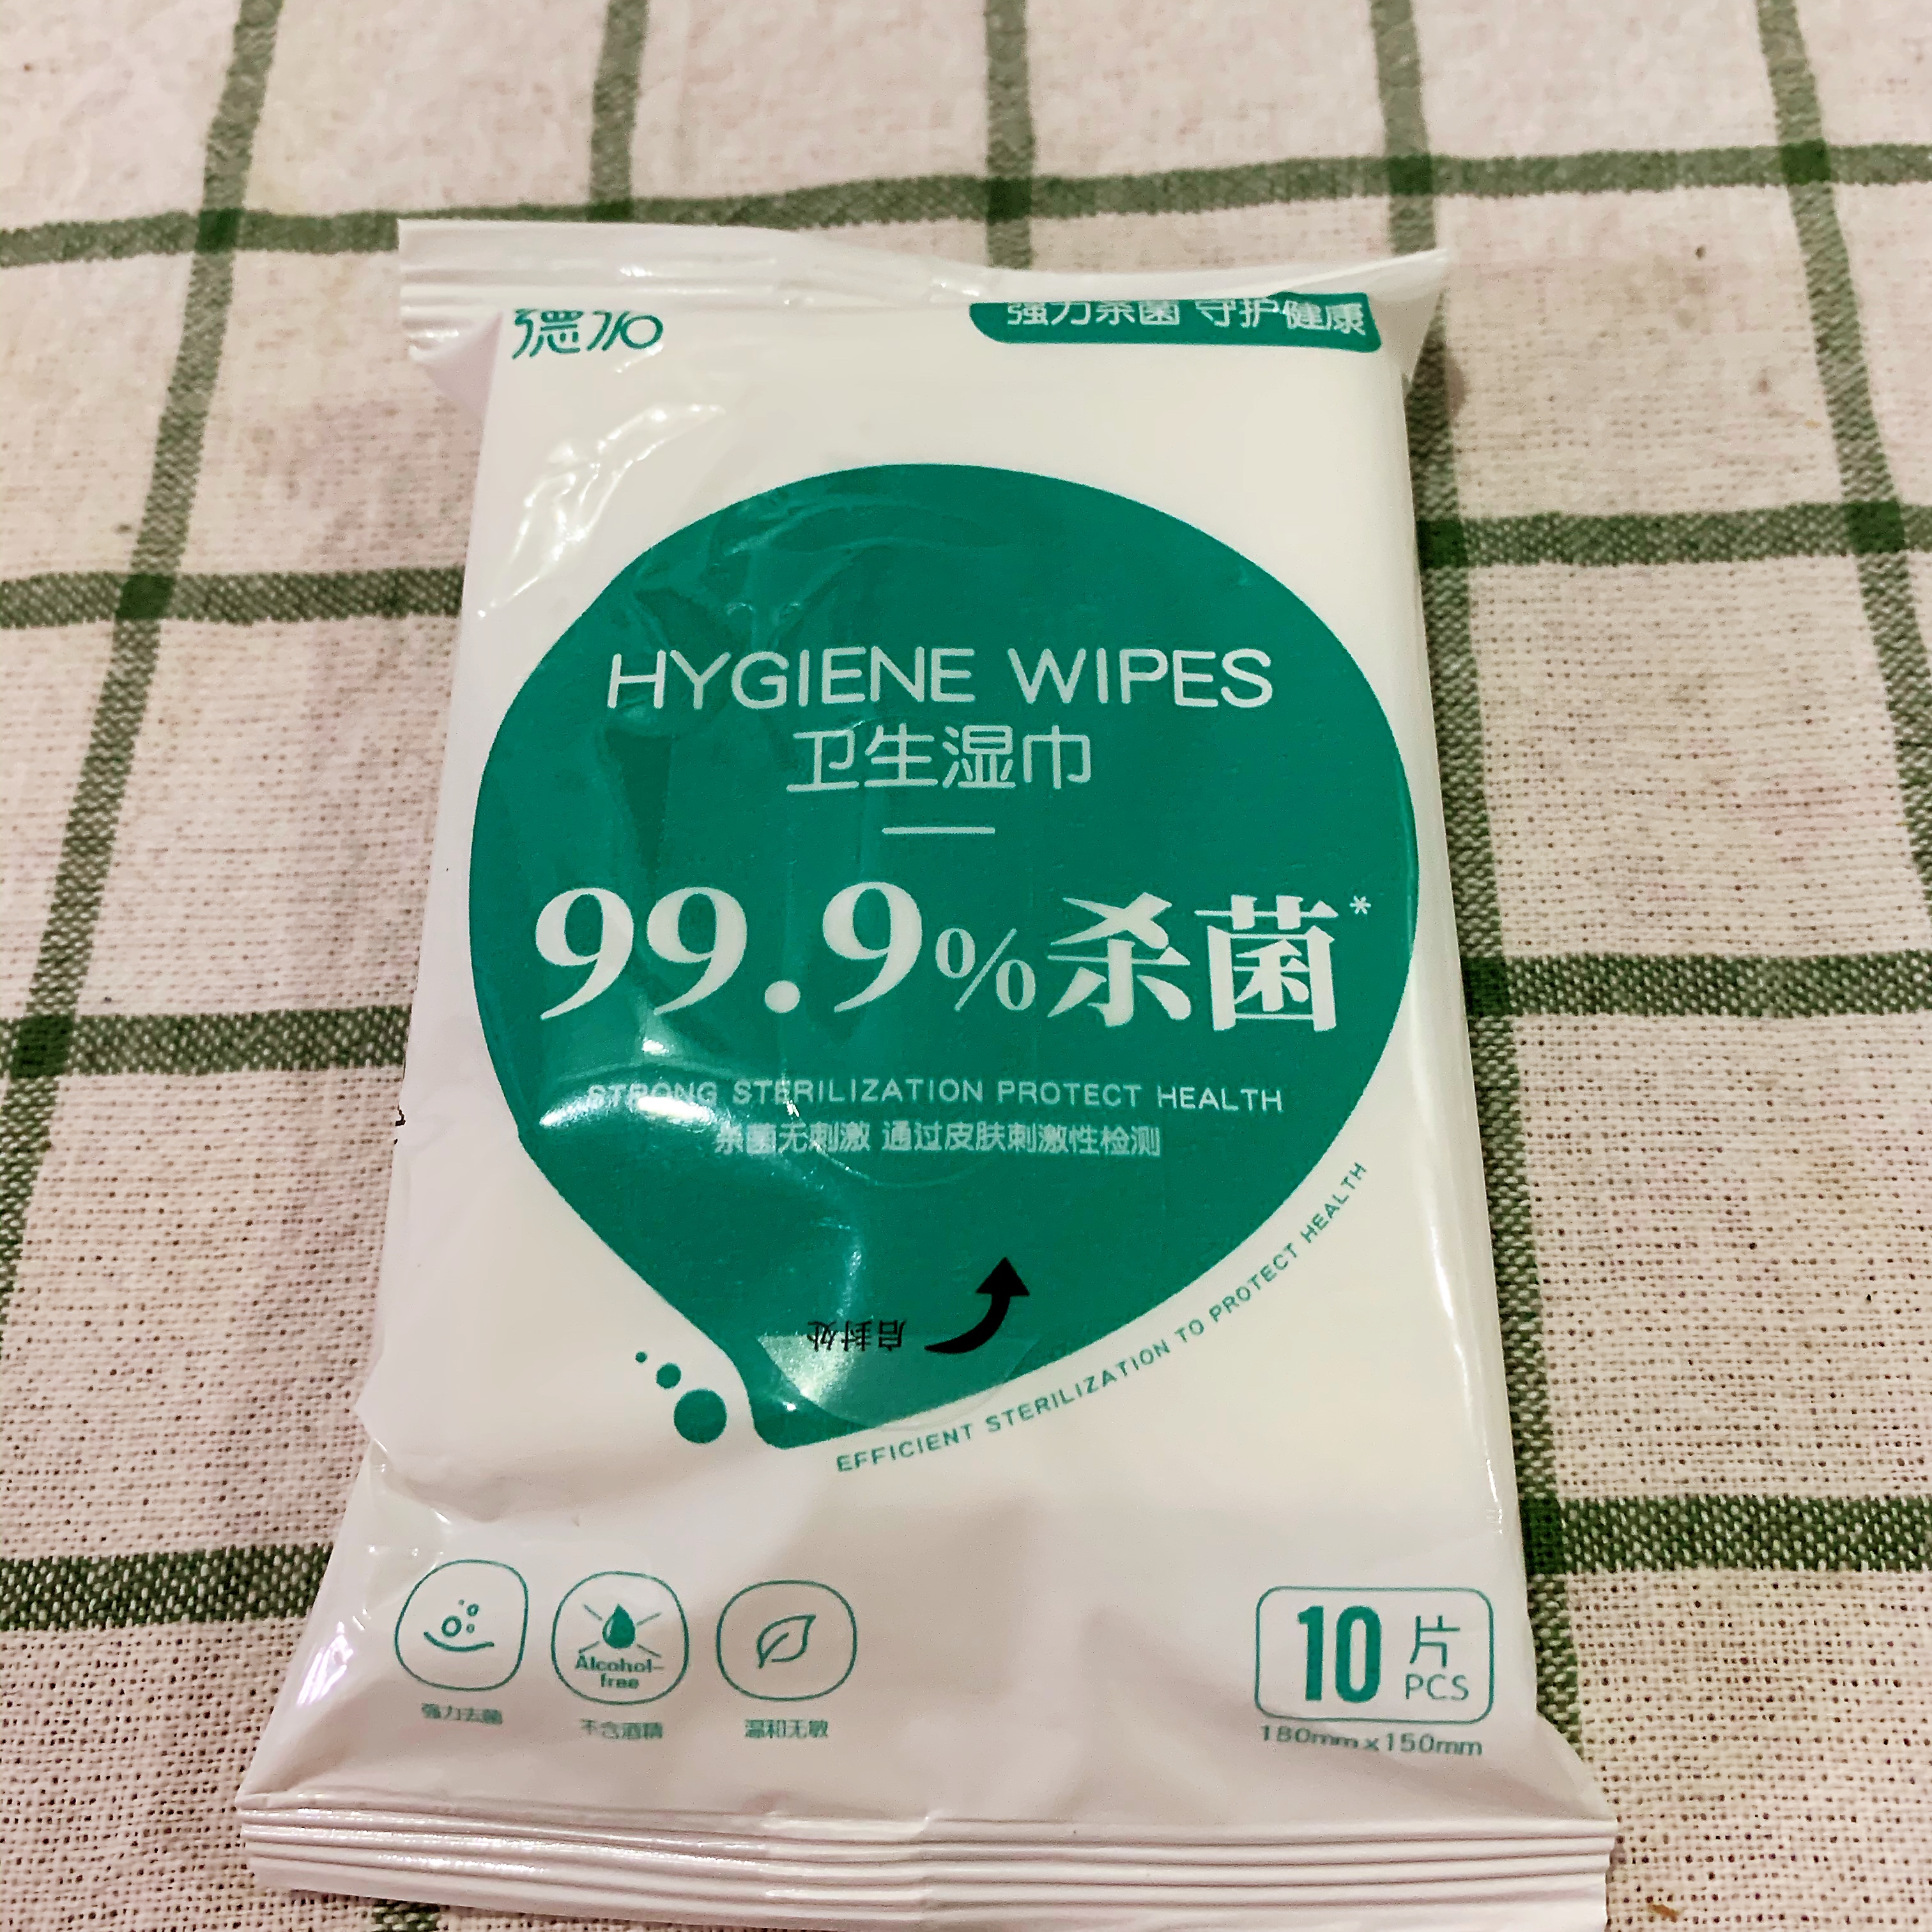 德加
强力杀菌 守护健康
HYGIENE WIPES
卫生湿巾
99.9%杀菌*
STRONG STERILIZATION PROTECT HEALTH
杀菌无刺激 通过皮肤刺激性检测
启封处
EFFICIENT STERILIZATION TO PROTECT HEALTH
Alcohol-
free
强力去菌
不含酒精
温和无敏
10片
PCS
180mmx150mm